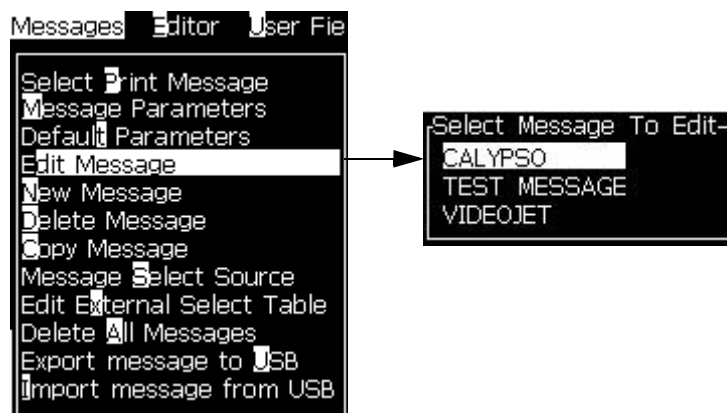 Messages Editor User Fie
Select Print Message
Message Parameters
Default Parameters
Edit Message
New Message
Delete Message
Copy Message
Message Select Source
Edit External Select Table
Delete All Messages
Export message to USB
Import message from USB
Select Message To Edit
CALYPSO
TEST MESSAGE
VIDEOJET